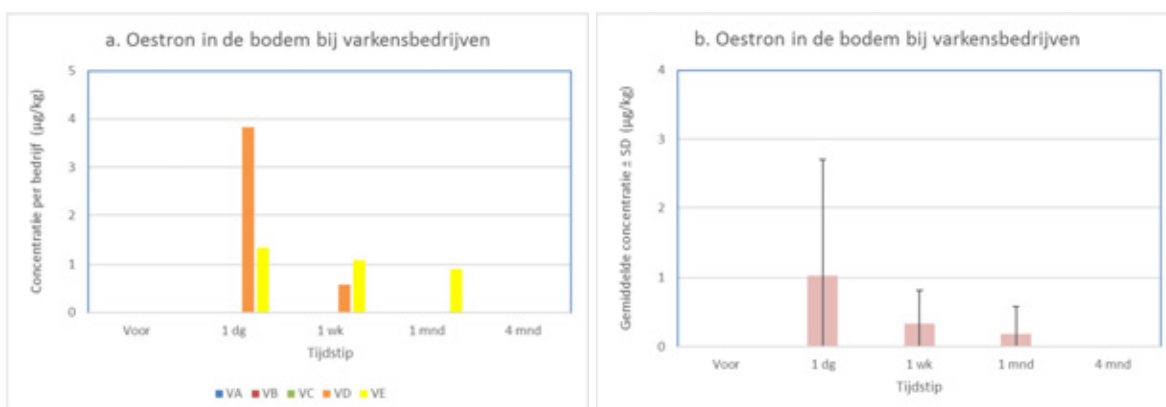 a. Oestron in de bodem bij varkensbedrijven
Concentratie per bedrijf (µg/kg)
5
4
3
2
1
0
Voor 1 dg 1 wk 1 mnd 4 mnd
Tijdstip
VA VB VC VD VE
b. Oestron in de bodem bij varkensbedrijven
Gemiddelde concentratie ± SD (µg/kg)
4
3
2
1
0
Voor 1 dg 1 wk 1 mnd 4 mnd
Tijdstip